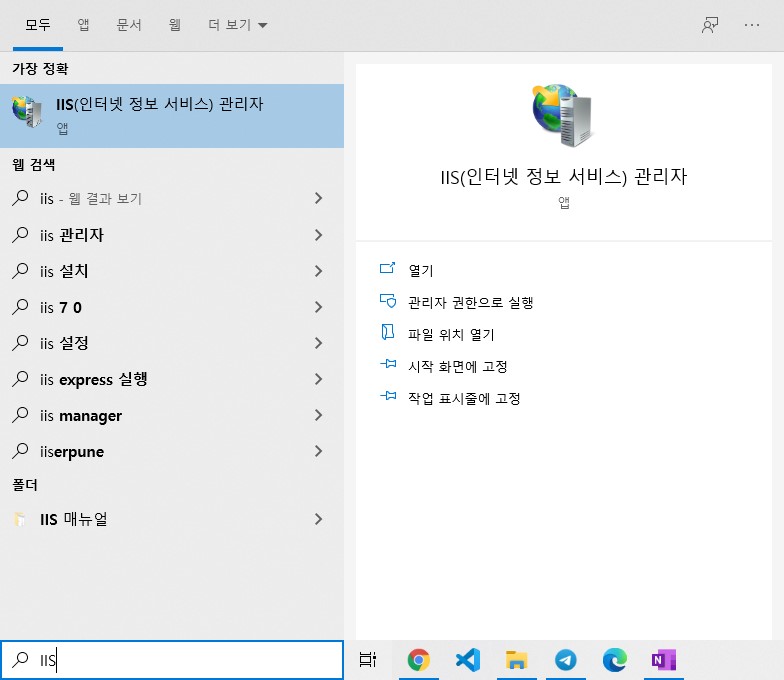 모두 앱 문서 웹 더 보기
가장 정확
IIS(인터넷 정보 서비스) 관리자
앱
웹 검색
iis - 웹 결과 보기
iis 관리자
iis 설치
iis 7 0
iis 설정
iis express 실행
iis manager
iiserpune
폴더
IIS 매뉴얼
IIS
IIS(인터넷 정보 서비스) 관리자
앱
열기
관리자 권한으로 실행
파일 위치 열기
시작 화면에 고정
작업 표시줄에 고정
N